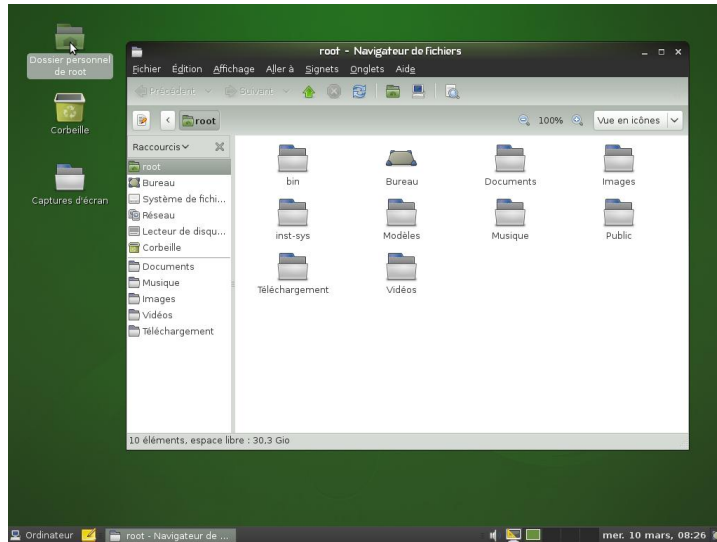 Dossier personnel
de root
Corbeille
Captures d'écran
root - Navigateur de fichiers
Fichier Édition Affichage Aller à Signets Onglets Aide
Précédent Suivant
root
100% Vue en icônes
Raccourcis
root
Bureau
Système de fichi...
Réseau
Lecteur de disqu...
Corbeille
Documents
Musique
Images
Vidéos
Téléchargement
bin Bureau Documents Images
inst-sys Modèles Musique Public
Téléchargement Vidéos
10 éléments, espace libre : 30,3 Gio
Ordinateur root - Navigateur de ... mer. 10 mars, 08:26